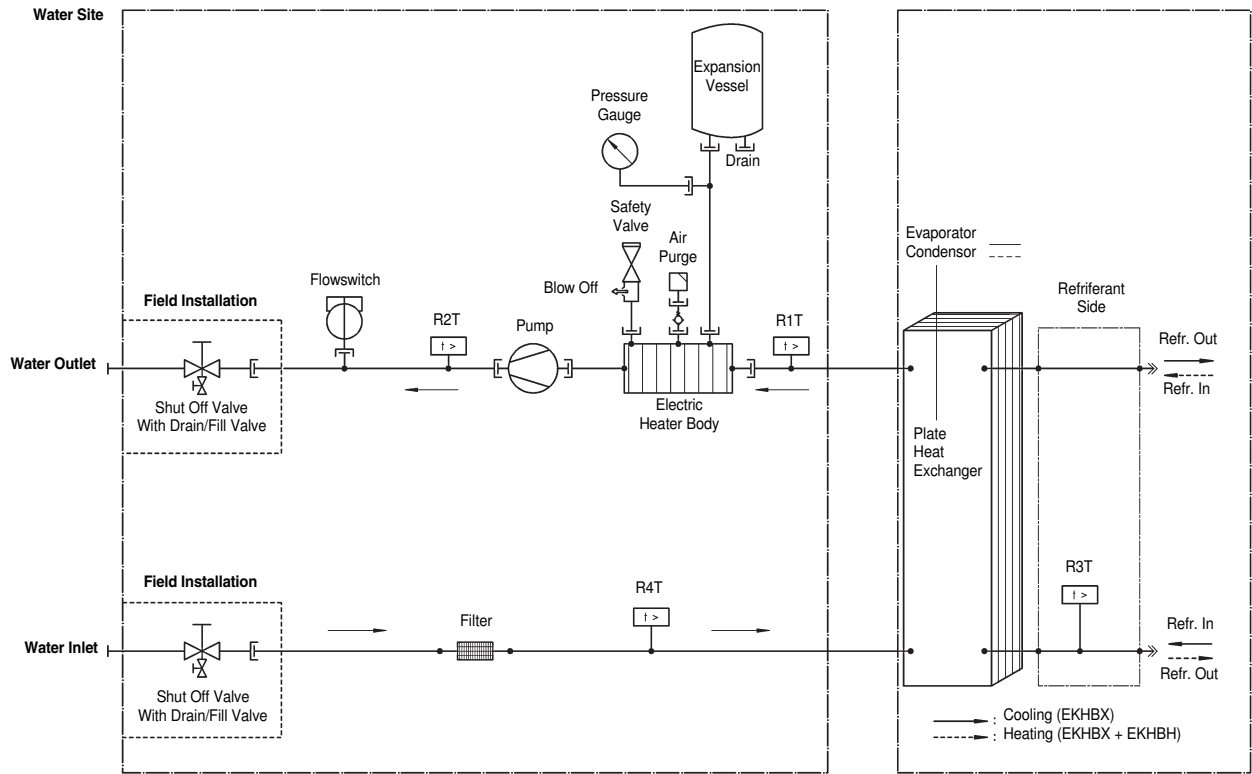 Water Site
Expansion
Vessel
Pressure
Gauge
Drain
Safety
Valve
Air
Purge
Blow Off
Flowswitch
Field Installation
R2T
t >
Pump
R1T
t >
Water Outlet
Shut Off Valve
With Drain/Fill Valve
Electric
Heater Body
Evaporator
Condensor
Refriferant
Side
Refr. Out
Refr. In
Plate
Heat
Exchanger
Field Installation
Water Inlet
Shut Off Valve
With Drain/Fill Valve
Filter
R4T
t >
R3T
t >
Refr. In
Refr. Out
: Cooling (EKHBX)
: Heating (EKHBX + EKHBH)